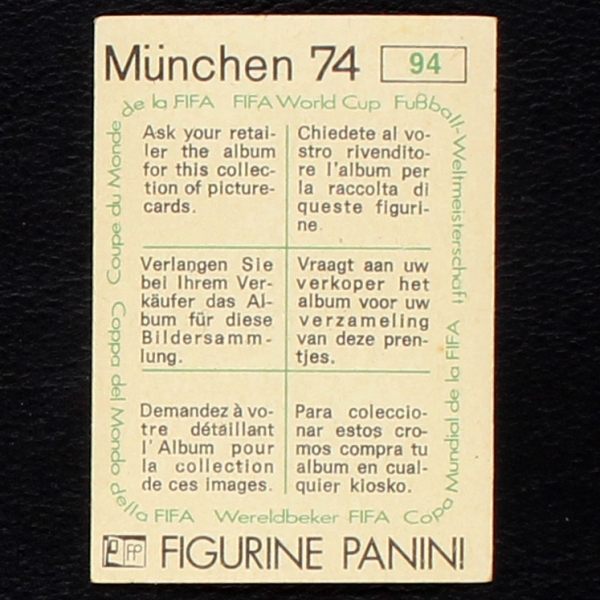 München 74 94
de la FIFA FIFA World Cup Fußball-Weltmeisterschaft
Ask your retai-
ler the album
for this collec-
tion of picture-
cards.
Chiedete al vo-
stro rivendito-
re l'album per
la raccolta di
queste figuri-
ne.
Verlangen Sie
bei Ihrem Ver-
käufer das Al-
bum für diese
Bildersamm-
lung.
Vraagt aan uw
verkoper het
album voor uw
verzameling
van deze pren-
tjes.
Demandez à vo-
tre détaillant
l'Album pour
la collection
de ces images.
Para coleccio-
nar estos cro-
mos compra tu
album en cual-
quier kiosko.
Coupe du Monde
Coppa del Mondo della FIFA
Wereldbeker FIFA
Copa Mundial de la FIFA
P FP FIGURINE PANINI